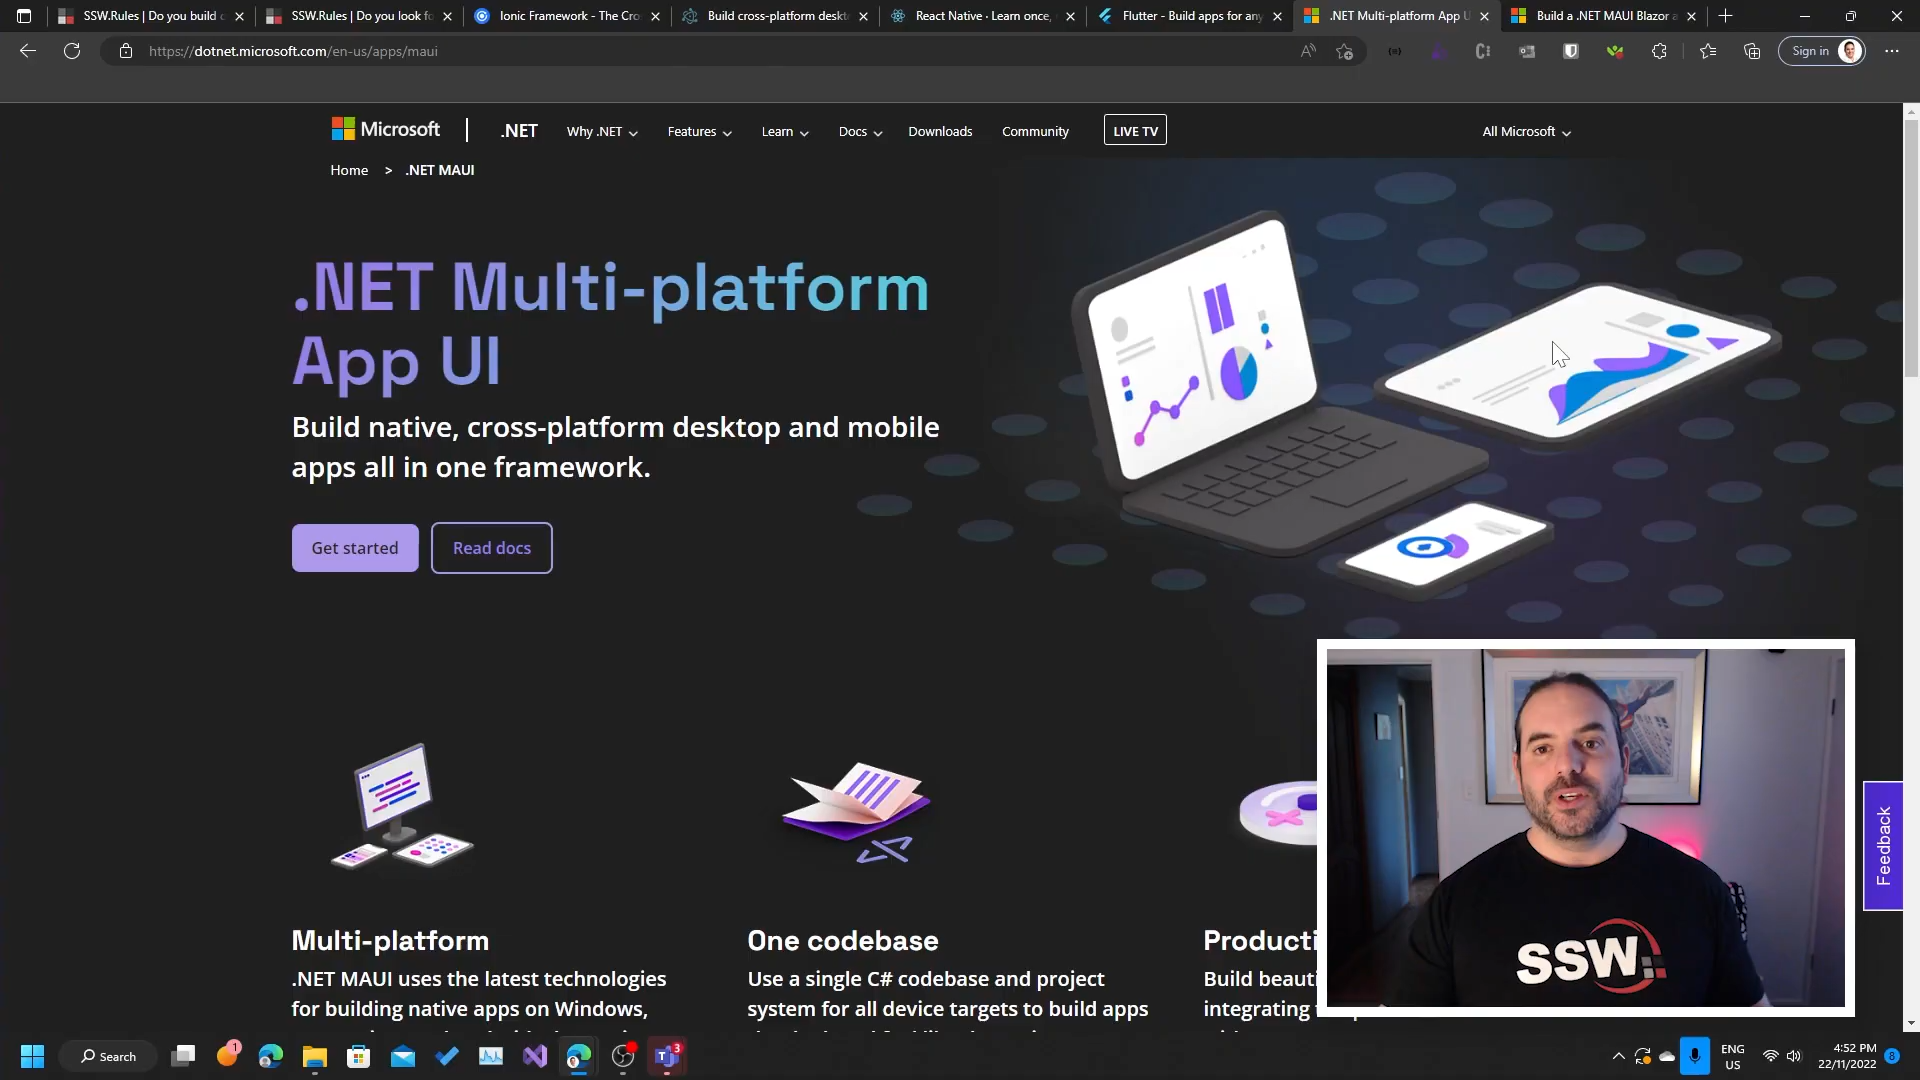 SSW.Rules | Do you build c
SSW.Rules | Do you look fo
Ionic Framework - The Cro
Build cross-platform deskt
React Native · Learn once,
Flutter - Build apps for any
.NET Multi-platform App U
Build a .NET MAUI Blazor a
https://dotnet.microsoft.com/en-us/apps/maui
Sign in
Microsoft
.NET
Why .NET
Features
Learn
Docs
Downloads
Community
LIVE TV
All Microsoft
Home > .NET MAUI
.NET Multi-platform
App UI
Build native, cross-platform desktop and mobile
apps all in one framework.
Get started
Read docs
Feedback
Multi-platform
.NET MAUI uses the latest technologies
for building native apps on Windows,
One codebase
Use a single C# codebase and project
system for all device targets to build apps
Producti
Build beauti
integrating
SSW
Search
1
3
ENG
US
4:52 PM
22/11/2022
8